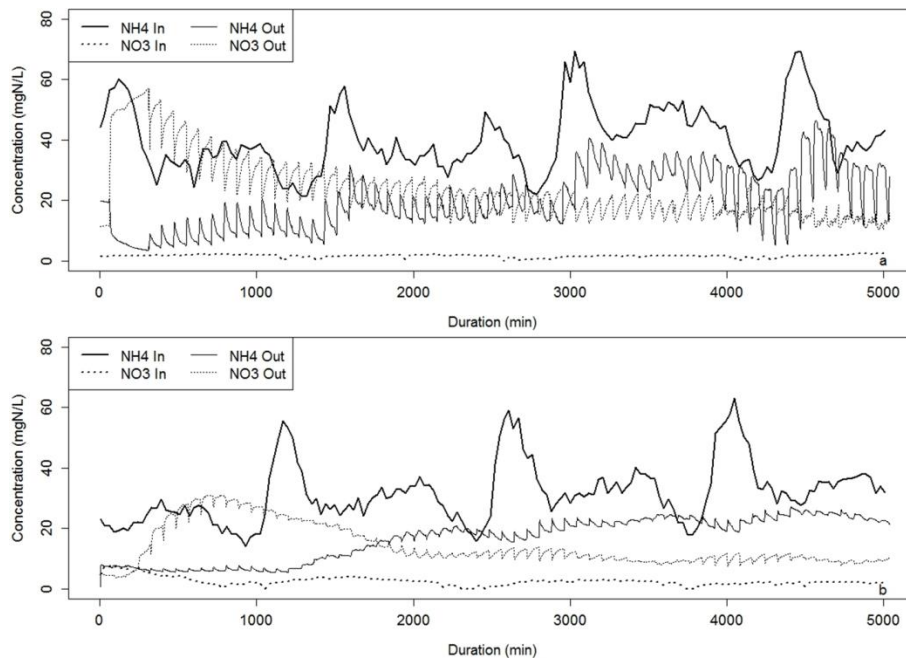 80
NH4 In NH4 Out
NO3 In NO3 Out
60
40
20
0
Concentration (mgN/L)
a
0 1000 2000 3000 4000 5000
Duration (min)
80
NH4 In NH4 Out
NO3 In NO3 Out
60
40
20
0
Concentration (mgN/L)
b
0 1000 2000 3000 4000 5000
Duration (min)